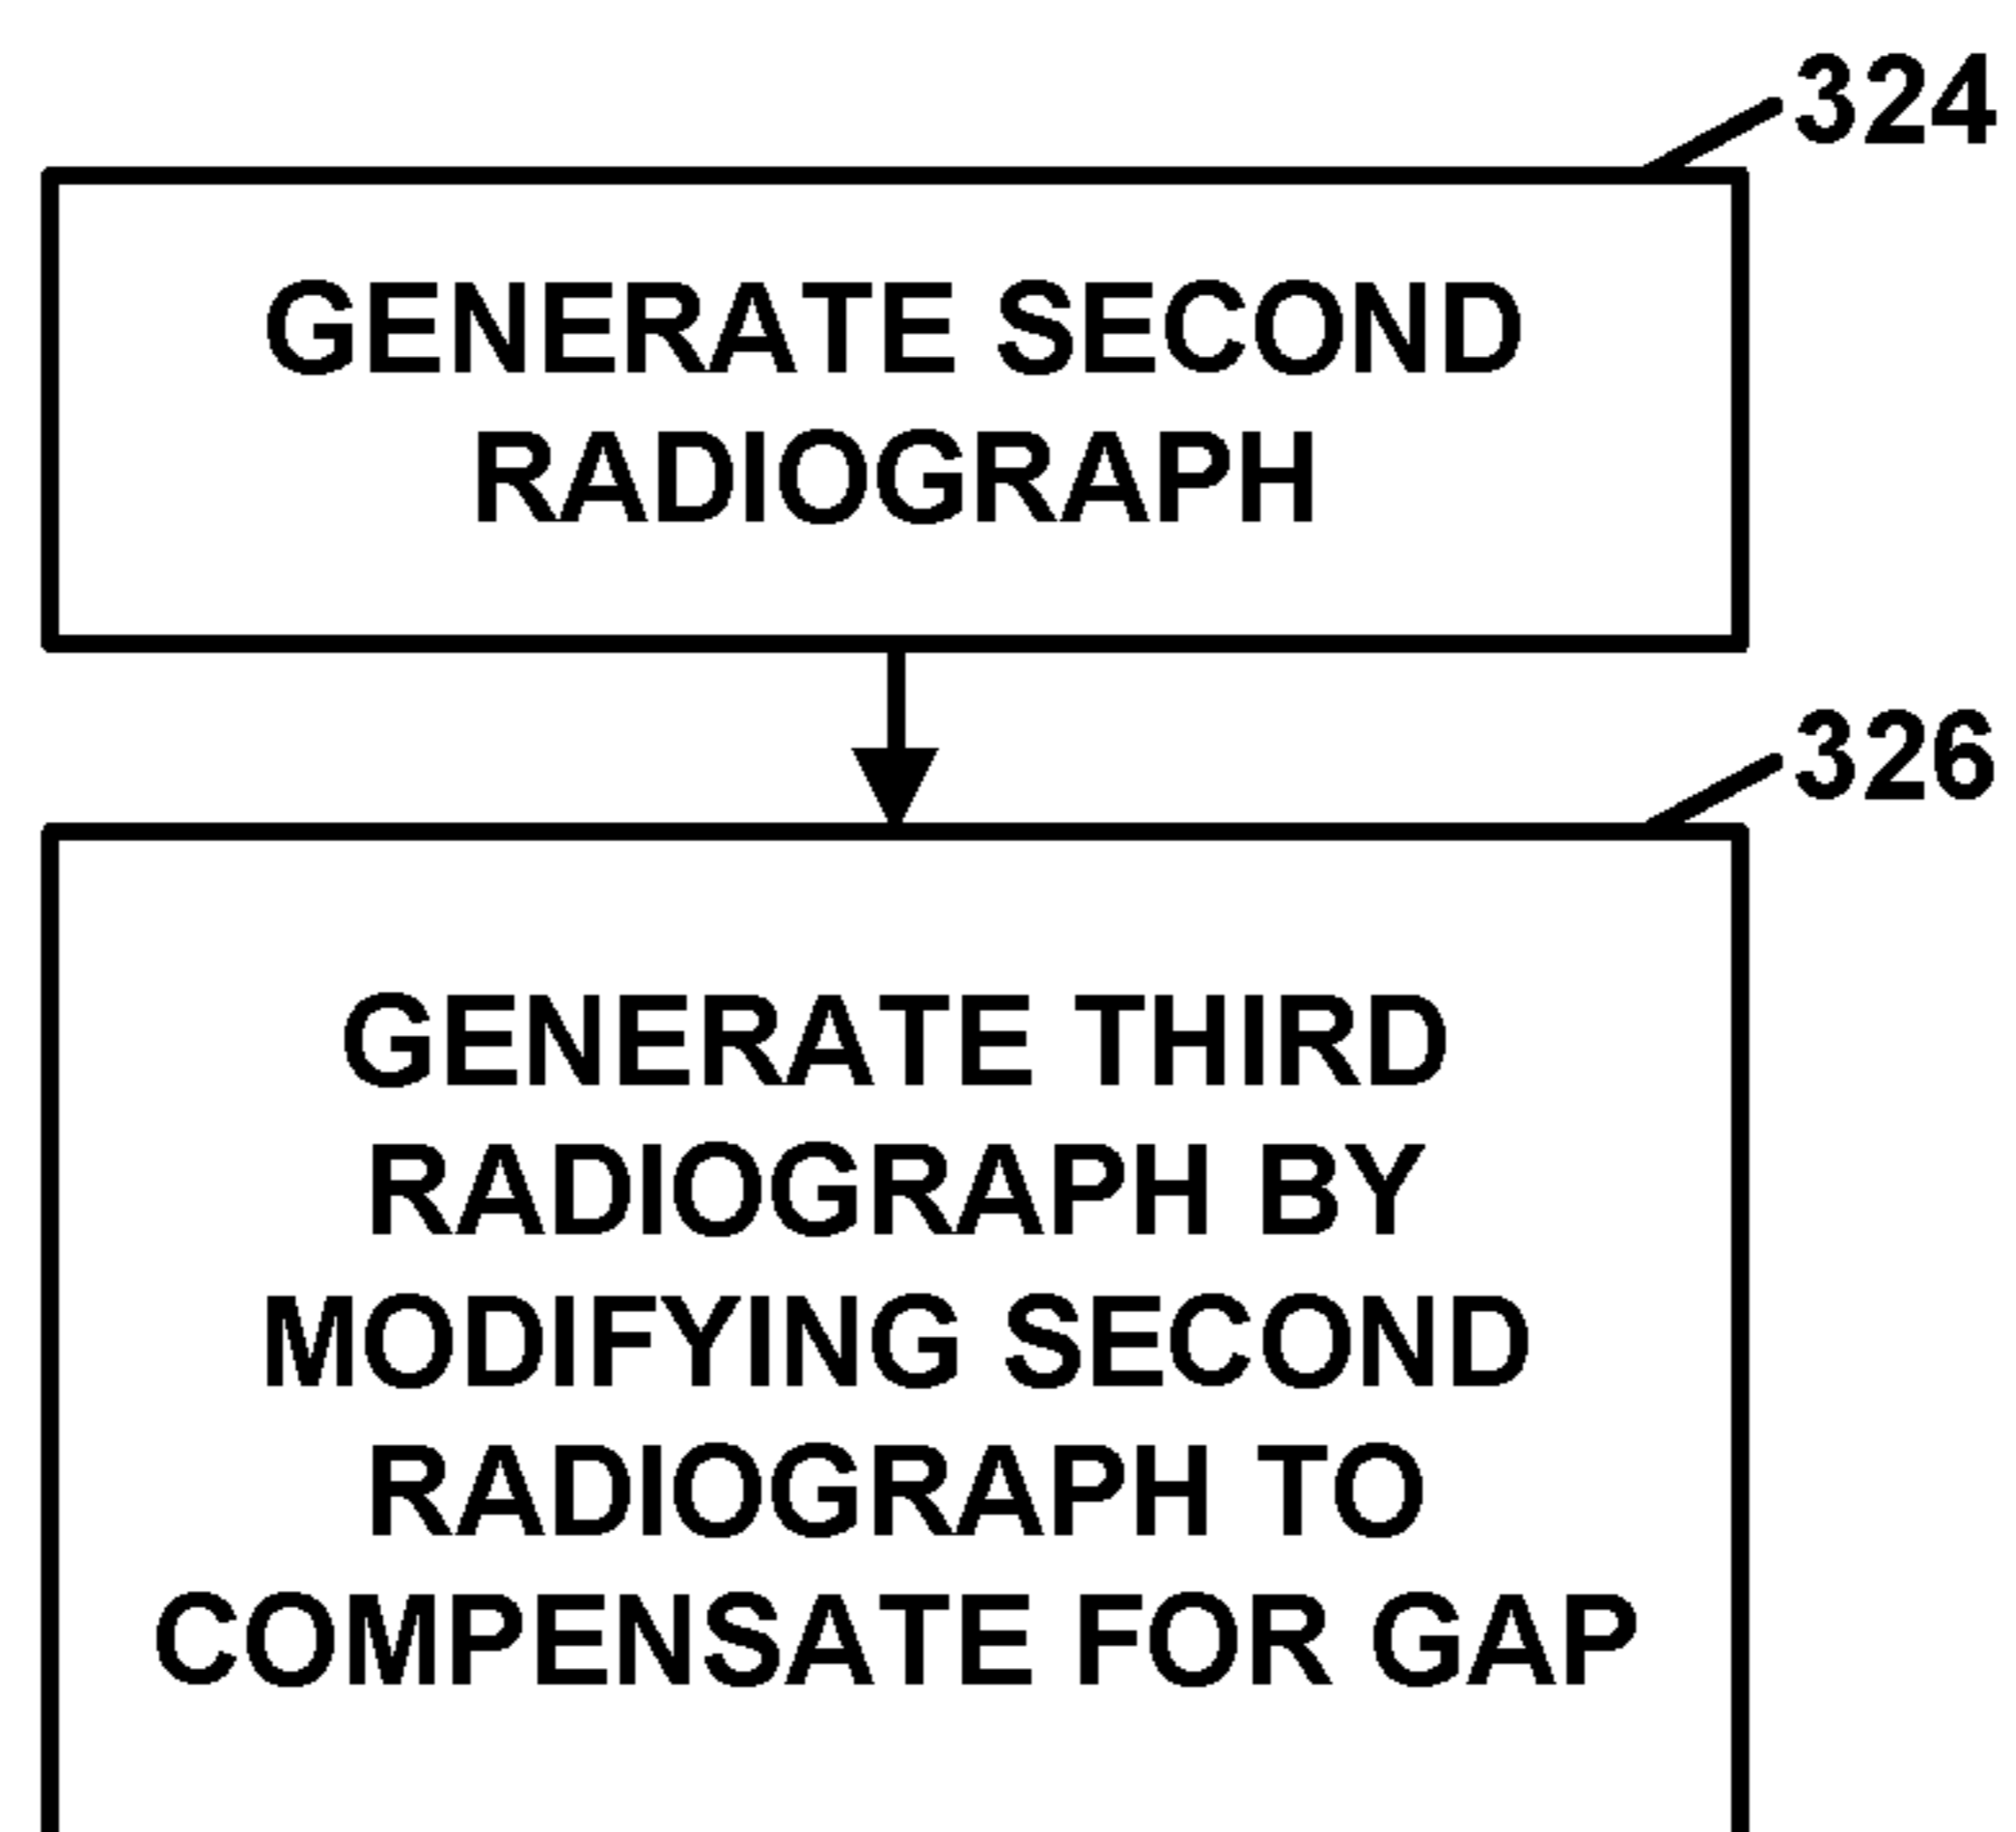 324
GENERATE SECOND
RADIOGRAPH
326
GENERATE THIRD
RADIOGRAPH BY
MODIFYING SECOND
RADIOGRAPH TO
COMPENSATE FOR GAP